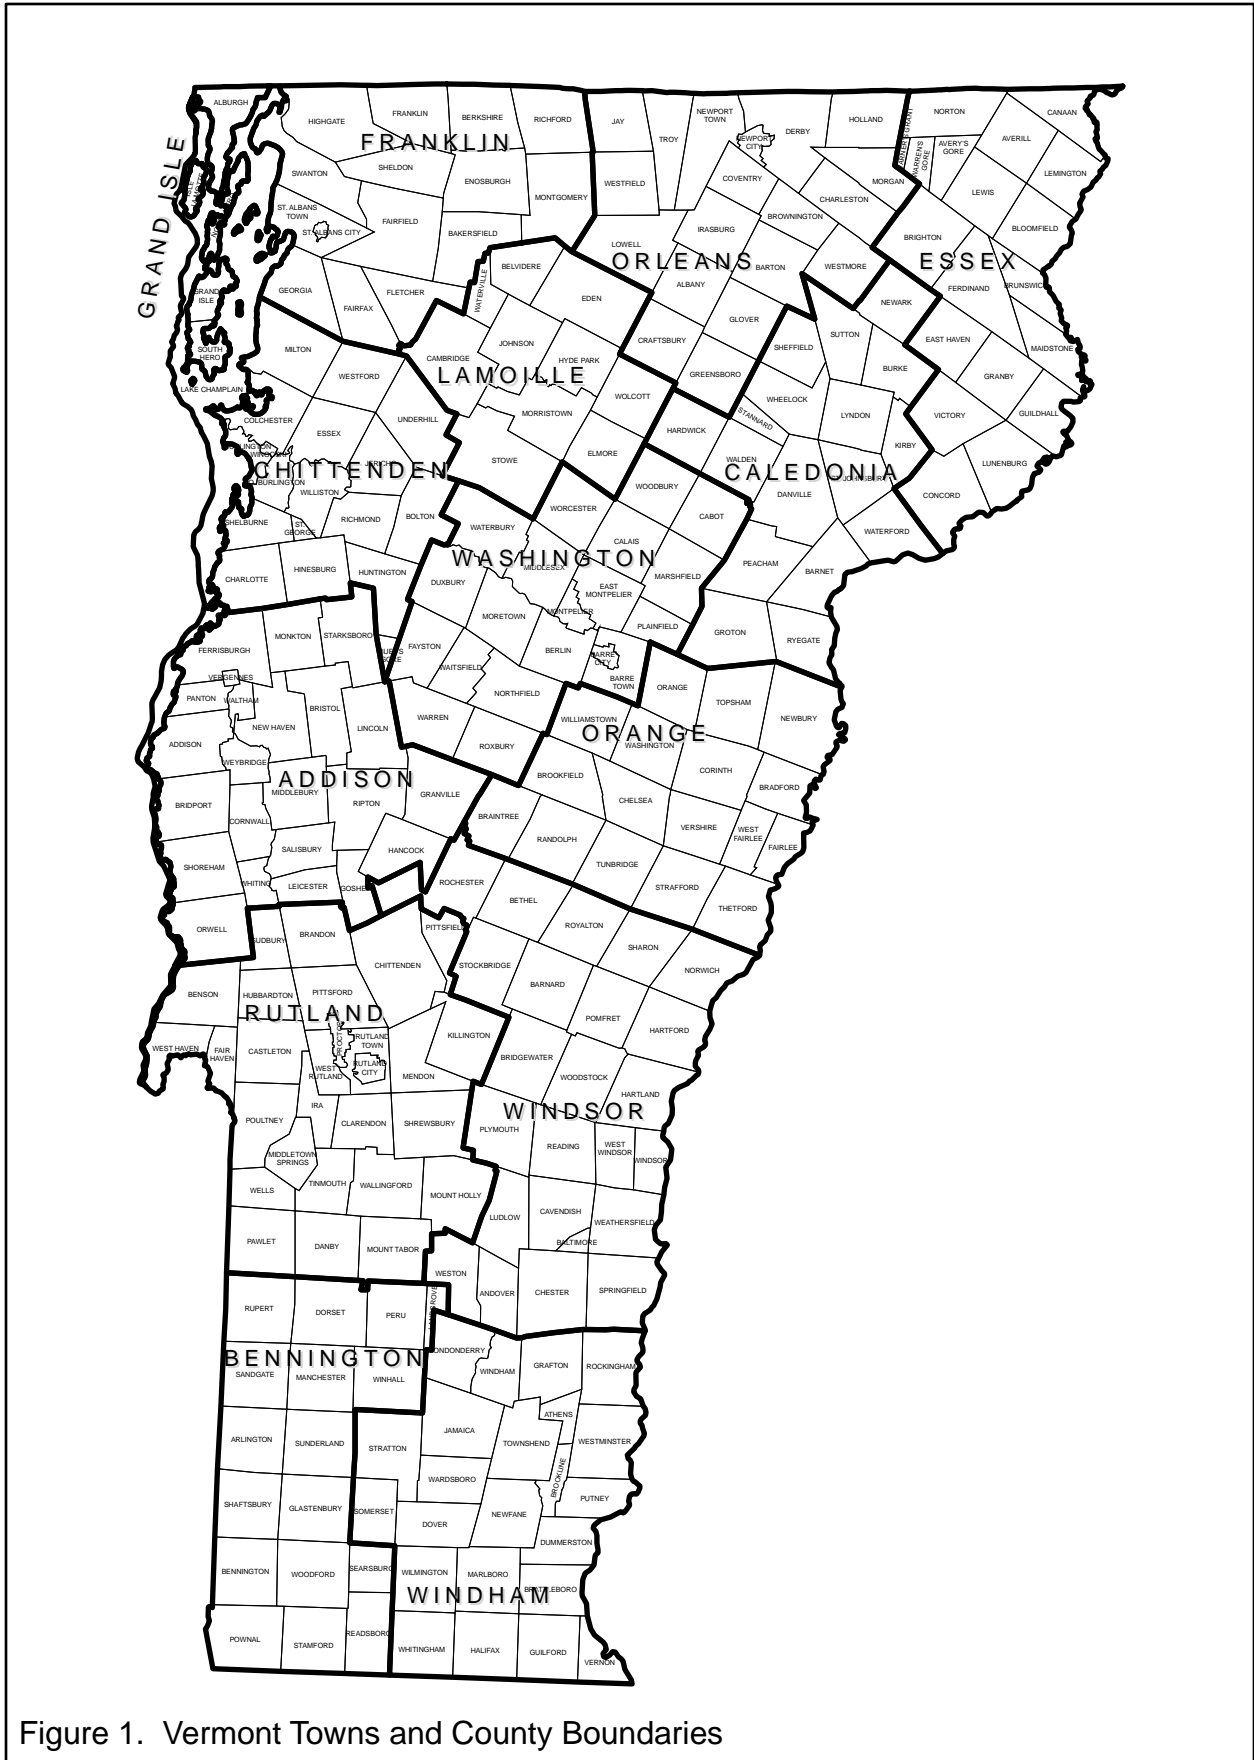 ALBURGH
HIGHGATE
FRANKLIN
BERKSHIRE
RICHFORD
JAY
TROY
NEWPORT
TOWN
NEWPORT
CITY
DERBY
HOLLAND
NORTON
CANAAN
AVERILL
AVERY'S
GORE
WARREN'S
GORE
FRANKLIN
GRAND ISLE
SWANTON
SHELDON
ENOSBURGH
MONTGOMERY
WESTFIELD
COVENTRY
MORGAN
CHARLESTON
LEWIS
LEMINGTON
BLOOMFIELD
ST. ALBANS
TOWN
ST. ALBANS CITY
FAIRFIELD
BAKERSFIELD
LOWELL
IRASBURG
BROWNINGTON
BRIGHTON
ORLEANS
ESSEX
WATERVILLE
BELVIDERE
EDEN
ALBANY
BARTON
WESTMORE
FERDINAND
GEORGIA
FAIRFAX
FLETCHER
GRAND
ISLE
NEWARK
GLOVER
CRAFTSBURY
SHEFFIELD
SUTTON
EAST HAVEN
MAIDSTONE
SOUTH
HERO
MILTON
WESTFORD
CAMBRIDGE
JOHNSON
HYDE PARK
LAMOILLE
GREENSBORO
BURKE
GRANBY
LAKE CHAMPLAIN
WOLCOTT
WHEELOCK
STANNARD
LYNDON
VICTORY
GUILDHALL
COLCHESTER
UNDERHILL
ESSEX
MORRISTOWN
HARDWICK
KIRBY
STOWE
ELMORE
WALDEN
LUNENBURG
CHITTENDEN
CALEDONIA
WILLISTON
WOODBURY
DANVILLE
CONCORD
SHELBURNE
ST.
GEORGE
RICHMOND
BOLTON
WORCESTER
CABOT
WATERFORD
WATERBURY
CALAIS
WASHINGTON
MIDDLESEX
PEACHAM
BARNET
CHARLOTTE
HINESBURG
HUNTINGTON
DUXBURY
EAST
MONTPELIER
MARSHFIELD
MONTPELIER
MORETOWN
PLAINFIELD
GROTON
RYEGATE
FERRISBURGH
MONKTON
STARKSBORO
FAYSTON
WAITSFIELD
BERLIN
BARRE
CITY
BARRE
TOWN
VERGENNES
PANTON
WALTHAM
NEW HAVEN
BRISTOL
LINCOLN
WARREN
NORTHFIELD
ORANGE
TOPSHAM
NEWBURY
WILLIAMSTOWN
ORANGE
WASHINGTON
ADDISON
WEYBRIDGE
ROXBURY
CORINTH
ADDISON
BRIDPORT
MIDDLEBURY
RIPTON
GRANVILLE
BROOKFIELD
CHELSEA
BRADFORD
CORNWALL
BRAINTREE
RANDOLPH
VERSHIRE
WEST
FAIRLEE
FAIRLEE
SHOREHAM
SALISBURY
HANCOCK
TUNBRIDGE
WHITING
LEICESTER
ROCHESTER
STRAFFORD
BETHEL
THETFORD
ORWELL
BRANDON
PITTSFIELD
ROYALTON
SHARON
CHITTENDEN
STOCKBRIDGE
NORWICH
BENSON
HUBBARDTON
PITTSFORD
BARNARD
RUTLAND
POMFRET
HARTFORD
WEST HAVEN
FAIR
HAVEN
CASTLETON
PROCTOR
RUTLAND
TOWN
RUTLAND
CITY
WEST
RUTLAND
KILLINGTON
MENDON
BRIDGEWATER
WOODSTOCK
HARTLAND
IRA
WINDSOR
POULTNEY
CLARENDON
SHREWSBURY
PLYMOUTH
READING
WEST
WINDSOR
WINDSOR
MIDDLETOWN
SPRINGS
TINMOUTH
WALLINGFORD
MOUNT HOLLY
WELLS
LUDLOW
CAVENDISH
WEATHERSFIELD
BALTIMORE
PAWLET
DANBY
MOUNT TABOR
WESTON
ANDOVER
CHESTER
SPRINGFIELD
RUPERT
DORSET
PERU
BENNINGTON
SANDGATE
MANCHESTER
WINHALL
WINDHAM
GRAFTON
ROCKINGHAM
ATHENS
ARLINGTON
SUNDERLAND
STRATTON
JAMAICA
TOWNSHEND
WESTMINSTER
WARDSBORO
BROOKLINE
SHAFTSBURY
GLASTENBURY
SOMERSET
DOVER
NEWFANE
PUTNEY
DUMMERSTON
BENNINGTON
WOODFORD
WILMINGTON
MARLBORO
BRATTLEBORO
WINDHAM
POWNAL
STAMFORD
WHITINGHAM
HALIFAX
GUILFORD
VERNON
Figure 1. Vermont Towns and County Boundaries